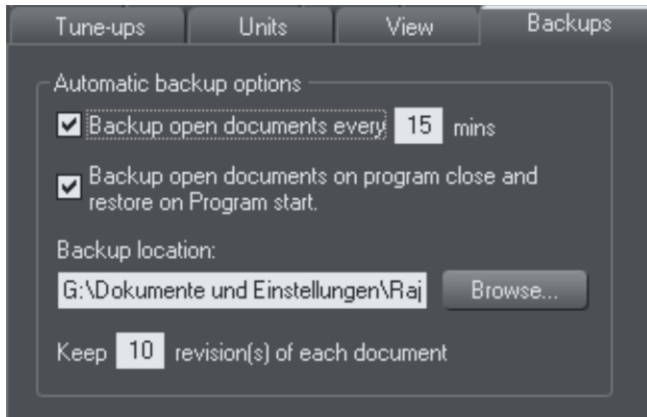 Tune-ups Units View Backups
Automatic backup options
Backup open documents every 15 mins
Backup open documents on program close and
restore on Program start.
Backup location:
G:\Dokumente und Einstellungen\Raj Browse...
Keep 10 revision(s) of each document